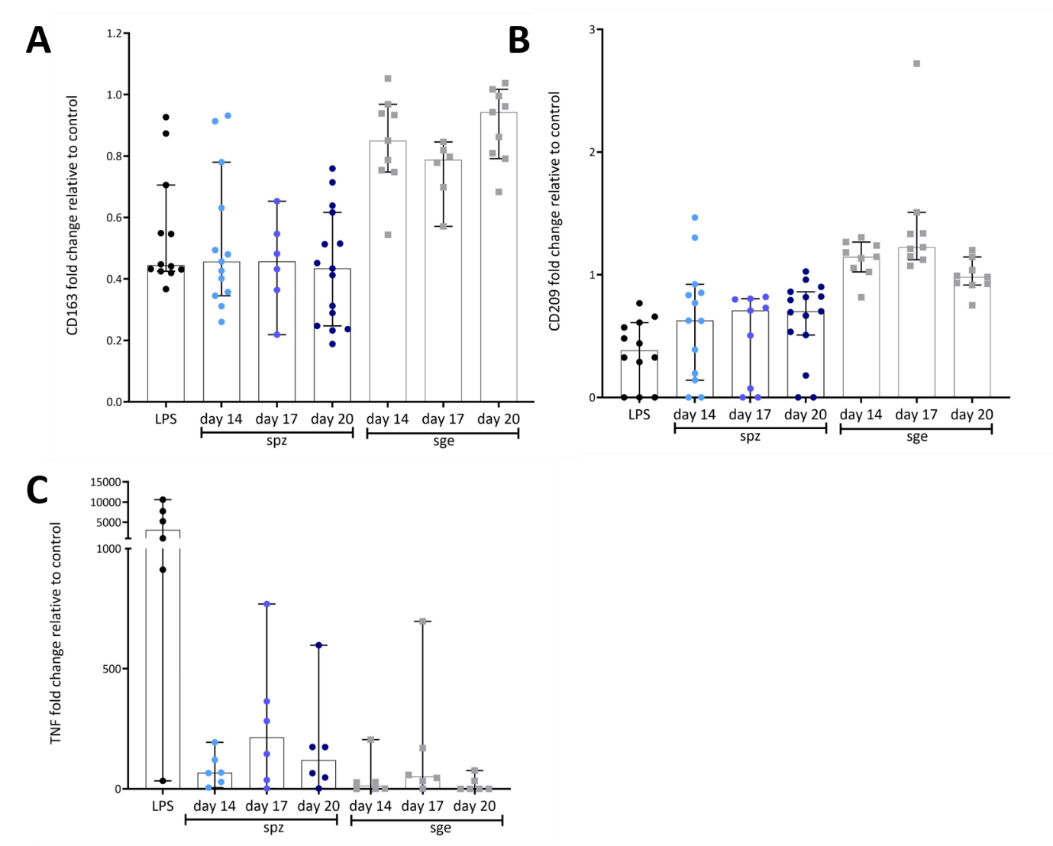 A
CD163 fold change relative to control
1.2
1.0
0.8
0.6
0.4
0.2
0.0
LPS day 14 day 17 day 20 day 14 day 17 day 20
spz sge
B
CD209 fold change relative to control
3
2
1
0
LPS day 14 day 17 day 20 day 14 day 17 day 20
spz sge
C
TNF fold change relative to control
15000
10000
5000
1000
500
0
LPS day 14 day 17 day 20 day 14 day 17 day 20
spz sge